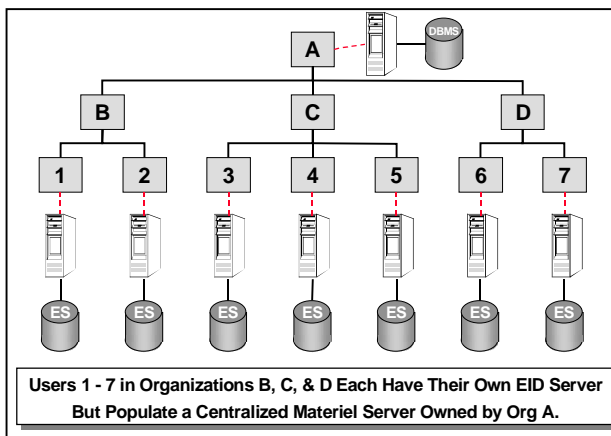 A
DBMS
B C D
1 2 3 4 5 6 7
ES ES ES ES ES ES ES
Users 1 - 7 in Organizations B, C, & D Each Have Their Own EID Server
But Populate a Centralized Materiel Server Owned by Org A.